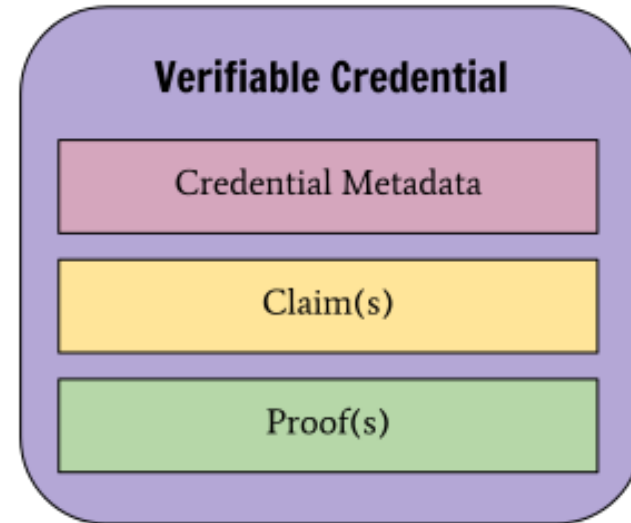 Verifiable Credential
Credential Metadata
Claim(s)
Proof(s)